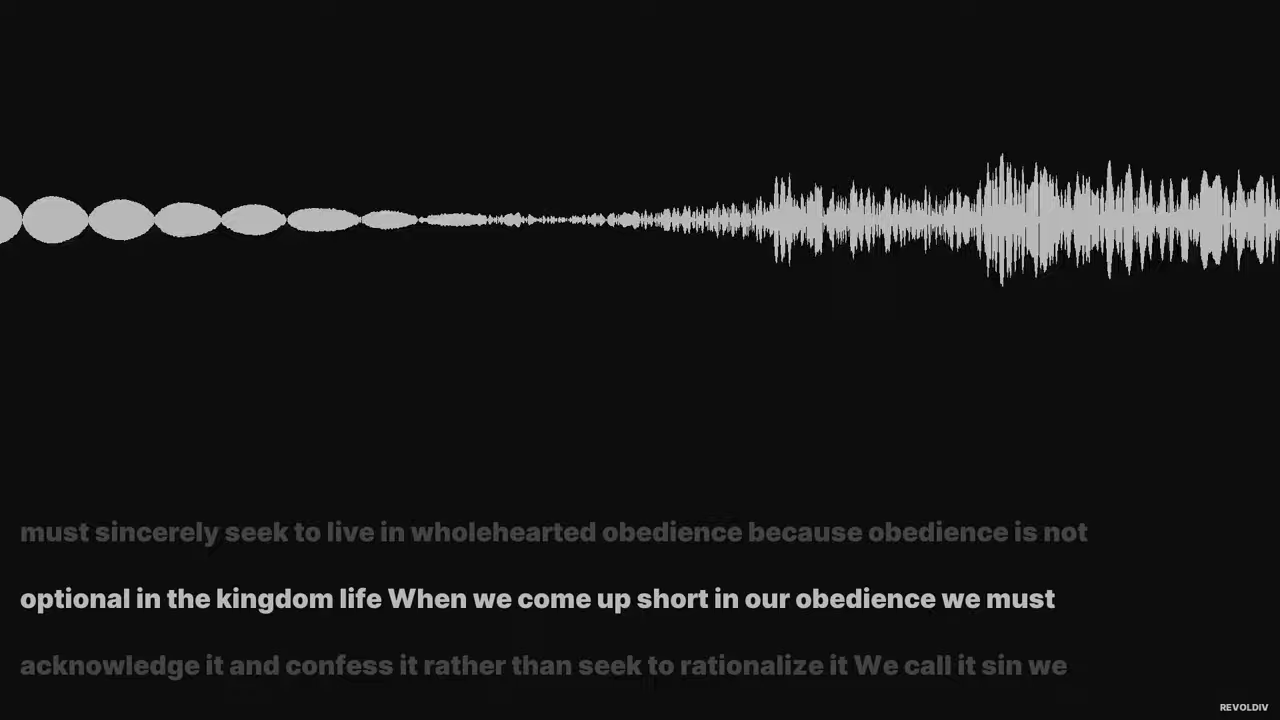 must sincerely seek to live in wholehearted obedience because obedience is not
optional in the kingdom life When we come up short in our obedience we must
acknowledge it and confess it rather than seek to rationalize it We call it sin we
REVOLDIV